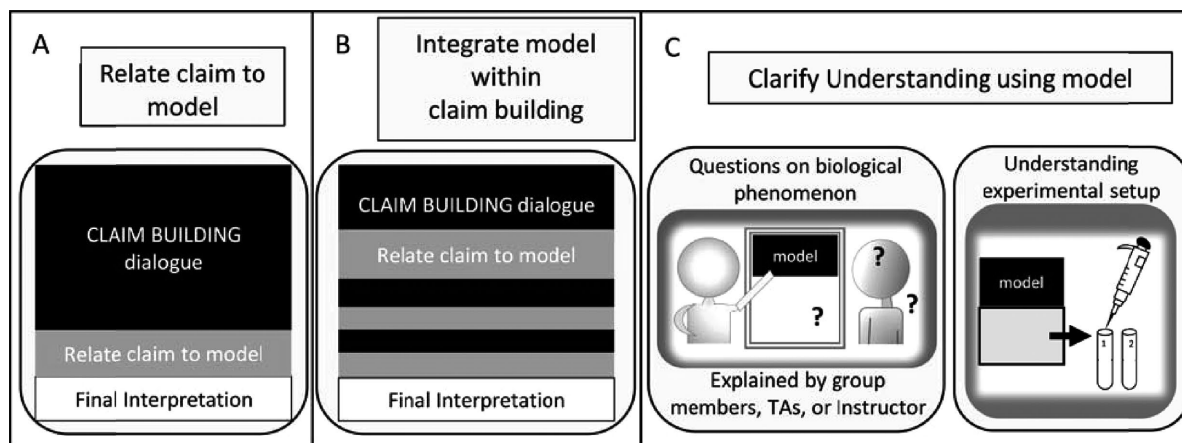 A
Relate claim to
model
CLAIM BUILDING
dialogue
Relate claim to model
Final Interpretation
B
Integrate model
within
claim building
CLAIM BUILDING dialogue
Relate claim to model
Final Interpretation
C
Clarify Understanding using model
Questions on biological
phenomenon
model
?
?
?
Explained by group
members, TAs, or Instructor
Understanding
experimental setup
model
1 2